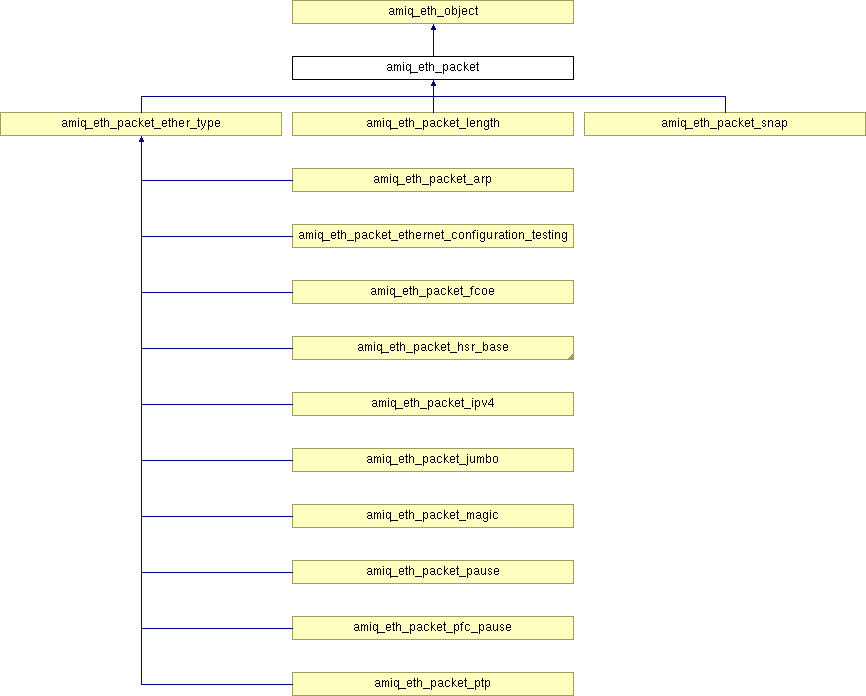 amiq_eth_object
amiq_eth_packet
amiq_eth_packet_ether_type
amiq_eth_packet_length
amiq_eth_packet_snap
amiq_eth_packet_arp
amiq_eth_packet_ethernet_configuration_testing
amiq_eth_packet_fcoe
amiq_eth_packet_hsr_base
amiq_eth_packet_ipv4
amiq_eth_packet_jumbo
amiq_eth_packet_magic
amiq_eth_packet_pause
amiq_eth_packet_pfc_pause
amiq_eth_packet_ptp